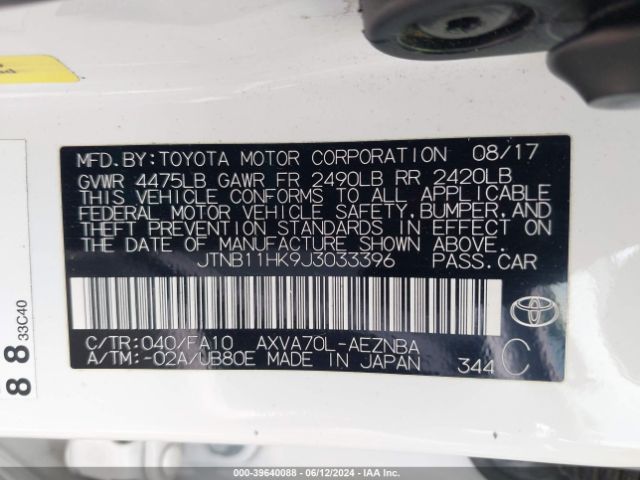 MFD. BY: TOYOTA MOTOR CORPORATION 08/17
GVWR 4475LB GAWR FR 2490LB RR 2420LB
THIS VEHICLE CONFORMS TO ALL APPLICABLE
FEDERAL MOTOR VEHICLE SAFETY, BUMPER, AND
THEFT PREVENTION STANDARDS IN EFFECT ON
THE DATE OF MANUFACTURE SHOWN ABOVE.
JTNB11HK9J3033396 PASS.CAR
C/TR:040/FA10 AXVA70L-AEZNBA
A/TM:-02A/UB80E MADE IN JAPAN 344 C
88
33C40
000-39640088 - 06/12/2024 - IAAI.COM